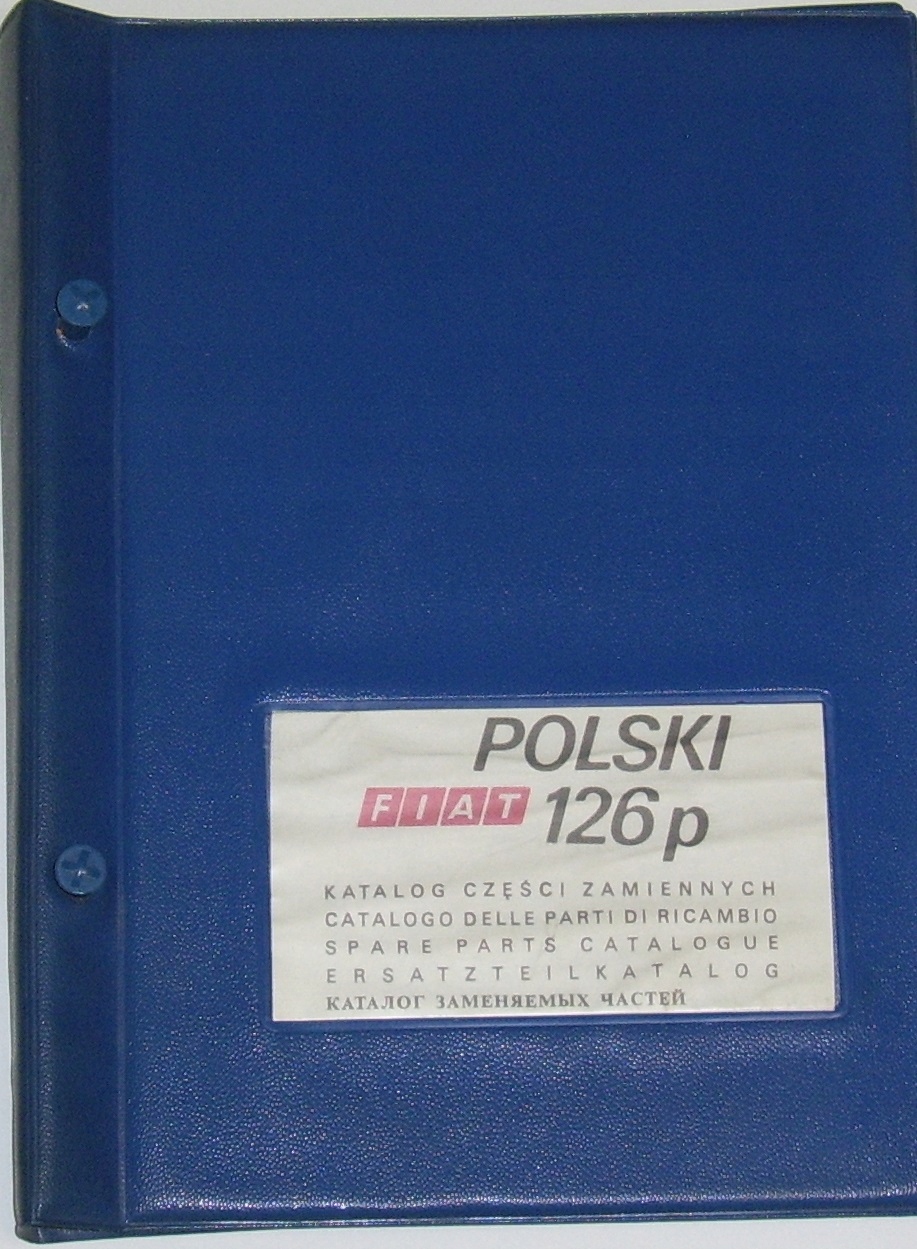 POLSKI
FIAT 126p
KATALOG CZĘŚCI ZAMIENNYCH
CATALOGO DELLE PARTI DI RICAMBIO
SPARE PARTS CATALOGUE
ERSATZTEILKATALOG
КАТАЛОГ ЗАМЕНЯЕМЫХ ЧАСТЕЙ